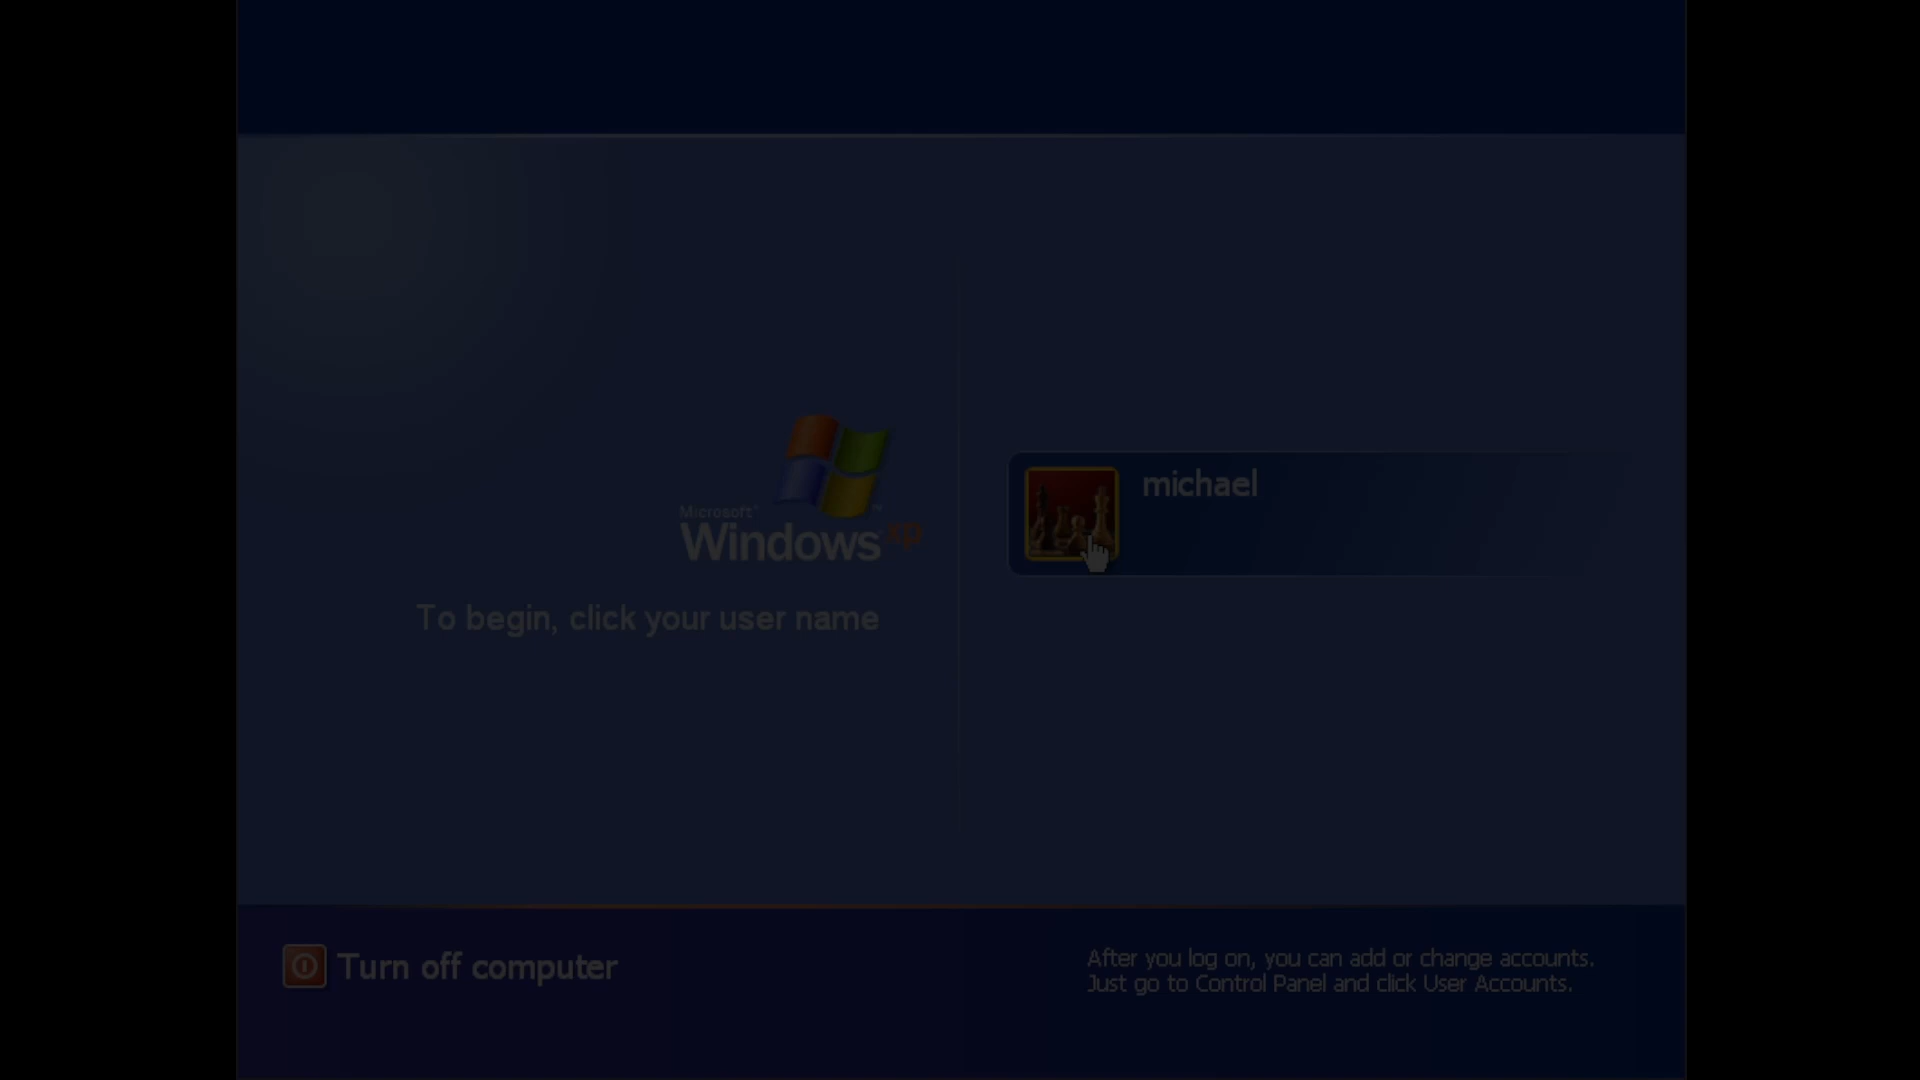 Microsoft™
Windows xp
To begin, click your user name
michael
Turn off computer
After you log on, you can add or change accounts.
Just go to Control Panel and click User Accounts.